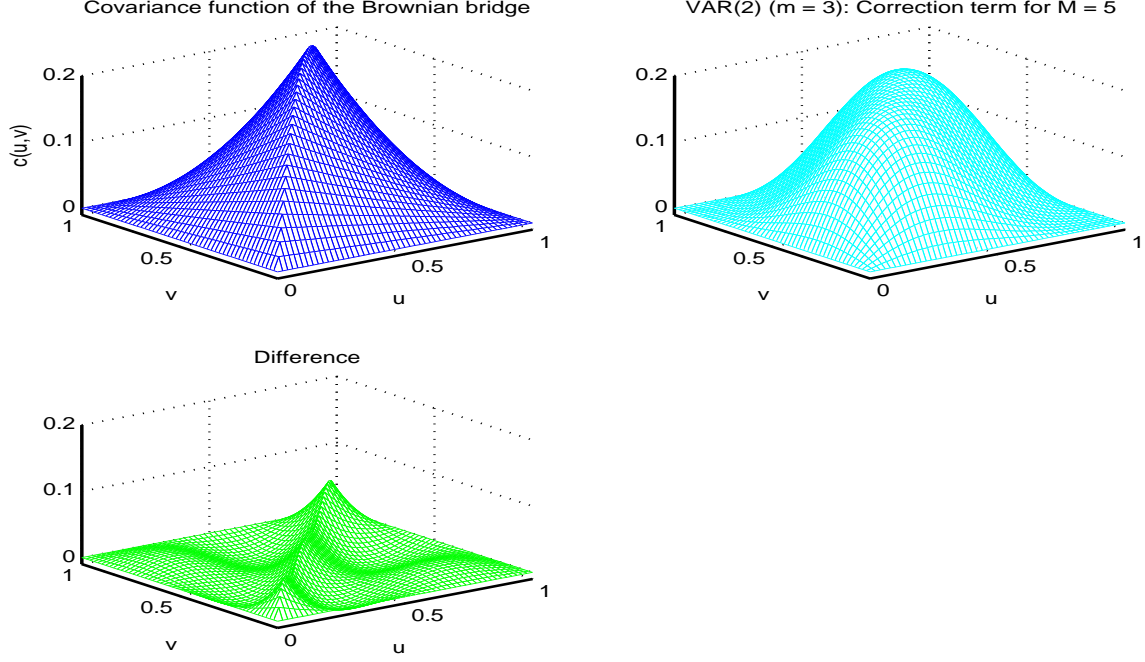 Covariance function of the Brownian bridge
c(u,v)
0.2
0.1
0
1
0.5
0
0.5
1
v
u
VAR(2) (m = 3): Correction term for M = 5
0.2
0.1
0
1
0.5
0
0.5
1
v
u
Difference
0.2
0.1
0
1
0.5
0
0.5
1
v
u